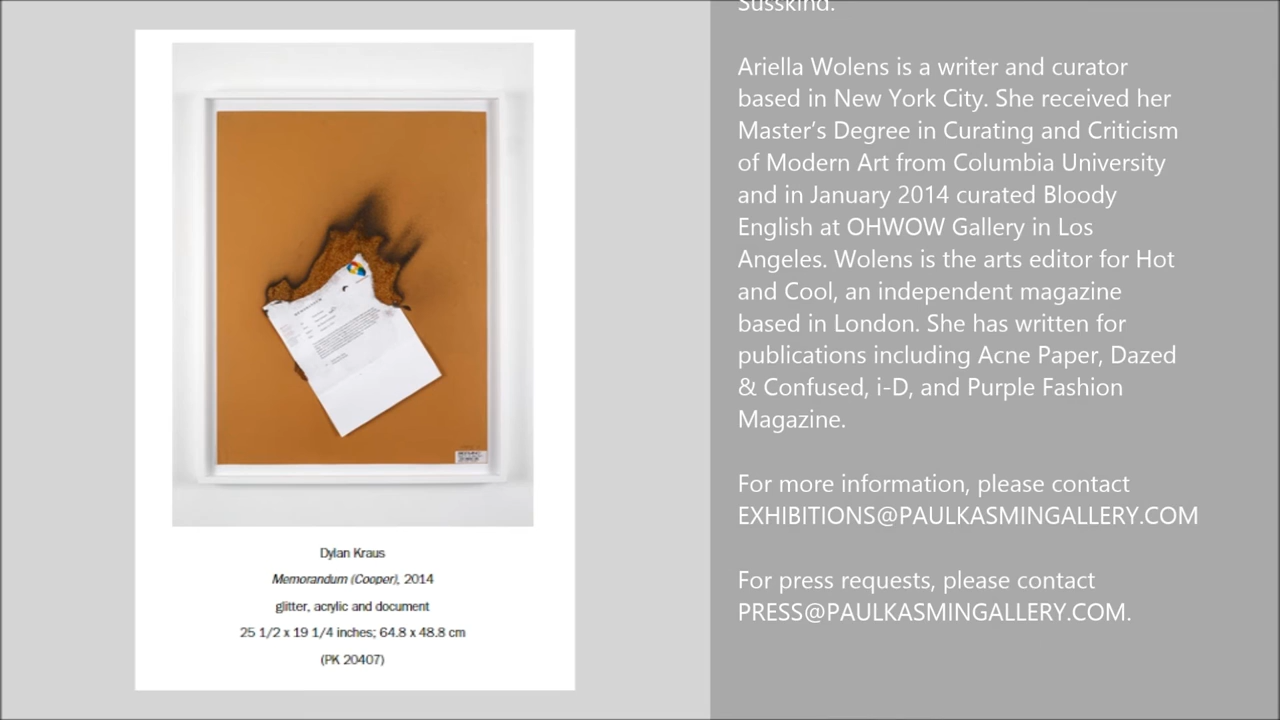 Dylan Kraus
Memorandum (Cooper), 2014
glitter, acrylic and document
25 1/2 x 19 1/4 inches; 64.8 x 48.8 cm
(PK 20407)
Susskind.
Ariella Wolens is a writer and curator
based in New York City. She received her
Master’s Degree in Curating and Criticism
of Modern Art from Columbia University
and in January 2014 curated Bloody
English at OHWOW Gallery in Los
Angeles. Wolens is the arts editor for Hot
and Cool, an independent magazine
based in London. She has written for
publications including Acne Paper, Dazed
& Confused, i-D, and Purple Fashion
Magazine.
For more information, please contact
EXHIBITIONS@PAULKASMINGALLERY.COM
For press requests, please contact
PRESS@PAULKASMINGALLERY.COM.